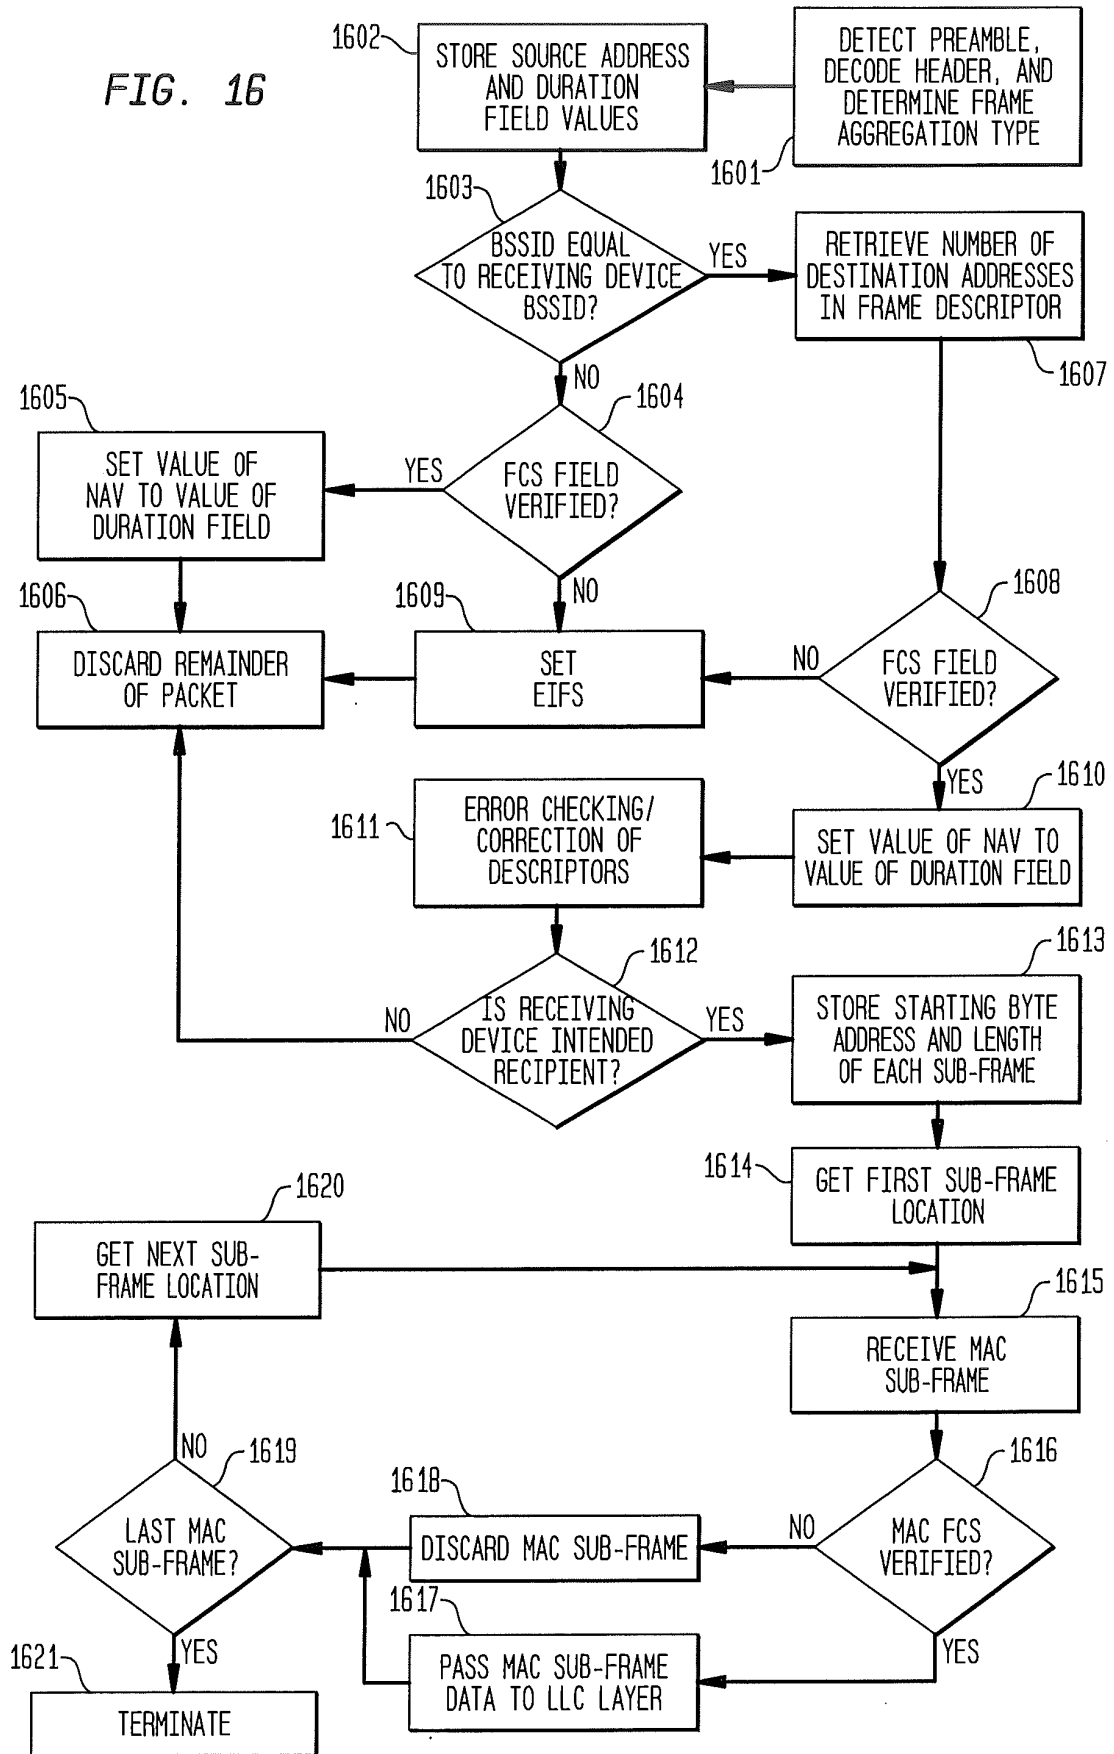 FIG. 16
1602
STORE SOURCE ADDRESS
AND DURATION
FIELD VALUES
DETECT PREAMBLE,
DECODE HEADER, AND
DETERMINE FRAME
AGGREGATION TYPE
1601
1603
BSSID EQUAL
TO RECEIVING DEVICE
BSSID?
YES
NO
RETRIEVE NUMBER OF
DESTINATION ADDRESSES
IN FRAME DESCRIPTOR
1607
1604
FCS FIELD
VERIFIED?
YES
NO
1605
SET VALUE OF
NAV TO VALUE OF
DURATION FIELD
1606
DISCARD REMAINDER
OF PACKET
1609
SET
EIFS
1608
FCS FIELD
VERIFIED?
NO
YES
1610
SET VALUE OF NAV TO
VALUE OF DURATION FIELD
1611
ERROR CHECKING/
CORRECTION OF
DESCRIPTORS
1612
IS RECEIVING
DEVICE INTENDED
RECIPIENT?
NO
YES
1613
STORE STARTING BYTE
ADDRESS AND LENGTH
OF EACH SUB-FRAME
1614
GET FIRST SUB-FRAME
LOCATION
1620
GET NEXT SUB-
FRAME LOCATION
1615
RECEIVE MAC
SUB-FRAME
1616
MAC FCS
VERIFIED?
NO
YES
1618
DISCARD MAC SUB-FRAME
1617
PASS MAC SUB-FRAME
DATA TO LLC LAYER
1619
LAST MAC
SUB-FRAME?
NO
YES
1621
TERMINATE